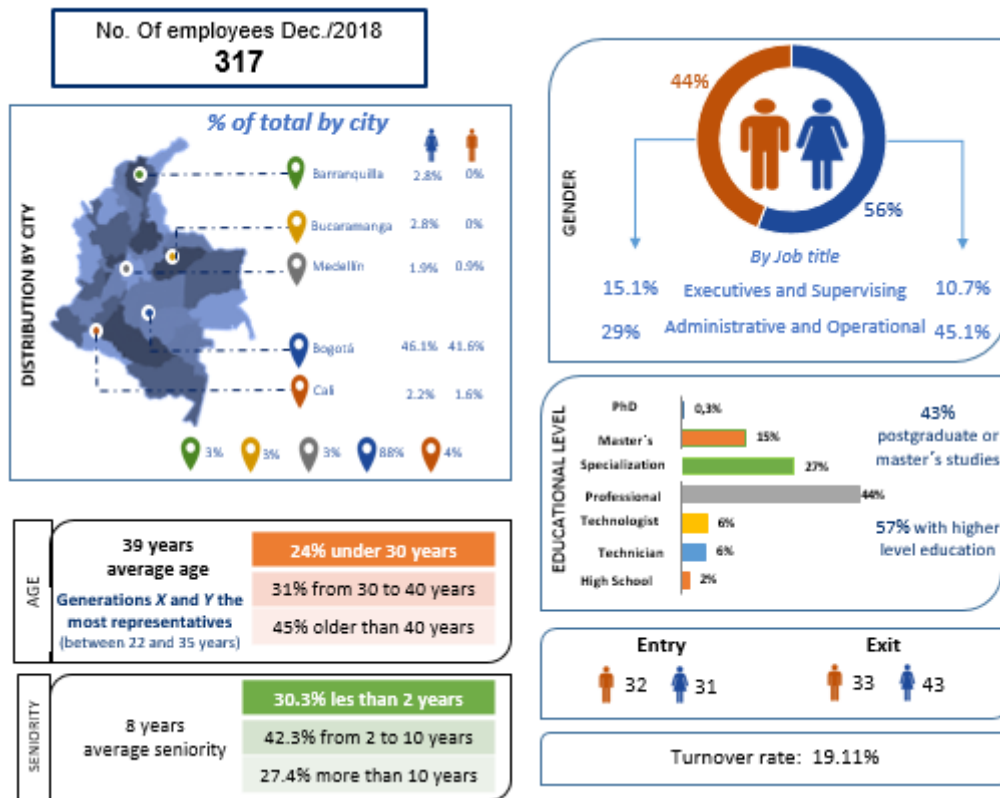 No. Of employees Dec./2018
317
DISTRIBUTION BY CITY
% of total by city
Barranquilla 2.8% 0%
Bucaramanga 2.8% 0%
Medellín 1.9% 0.9%
Bogotá 46.1% 41.6%
Cali 2.2% 1.6%
3% 3% 3% 88% 4%
AGE
39 years
average age
Generations X and Y the
most representatives
(between 22 and 35 years)
24% under 30 years
31% from 30 to 40 years
45% older than 40 years
SENIORITY
8 years
average seniority
30.3% les than 2 years
42.3% from 2 to 10 years
27.4% more than 10 years
GENDER
44%
56%
By Job title
15.1% Executives and Supervising 10.7%
29% Administrative and Operational 45.1%
EDUCATIONAL LEVEL
PhD 0,3%
Master´s 15%
Specialization 27%
Professional 44%
Technologist 6%
Technician 6%
High School 2%
43%
postgraduate or
master´s studies
57% with higher
level education
Entry
32 31
Exit
33 43
Turnover rate: 19.11%